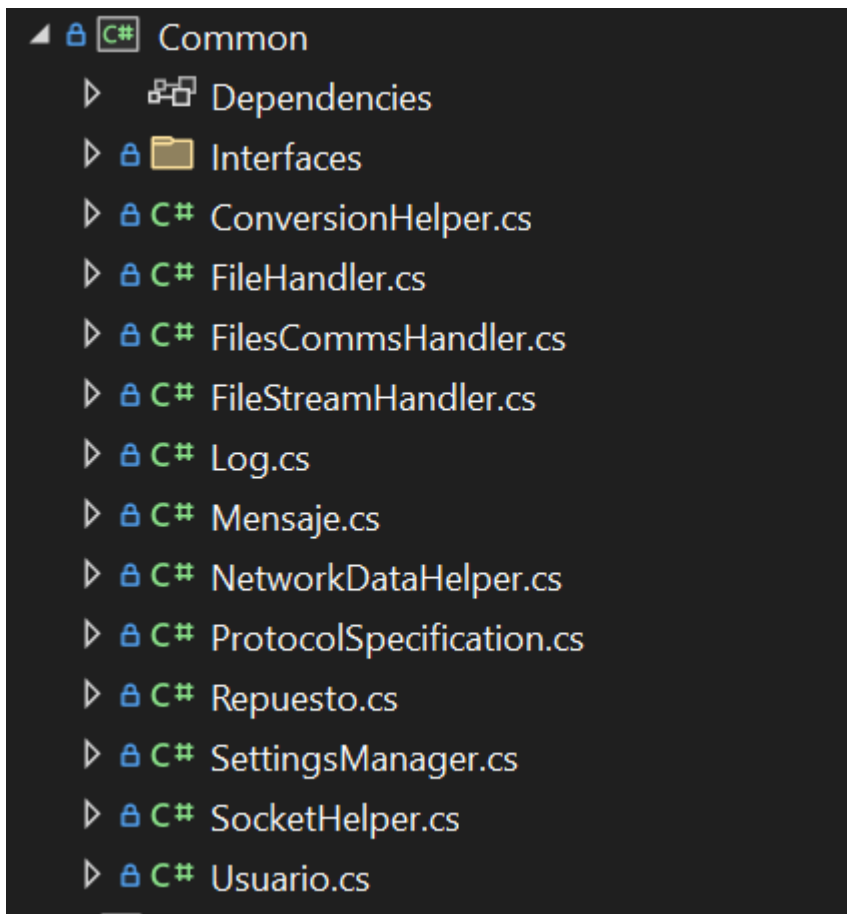 C# Common
Dependencies
Interfaces
C# ConversionHelper.cs
C# FileHandler.cs
C# FilesCommsHandler.cs
C# FileStreamHandler.cs
C# Log.cs
C# Mensaje.cs
C# NetworkDataHelper.cs
C# ProtocolSpecification.cs
C# Repuesto.cs
C# SettingsManager.cs
C# SocketHelper.cs
C# Usuario.cs